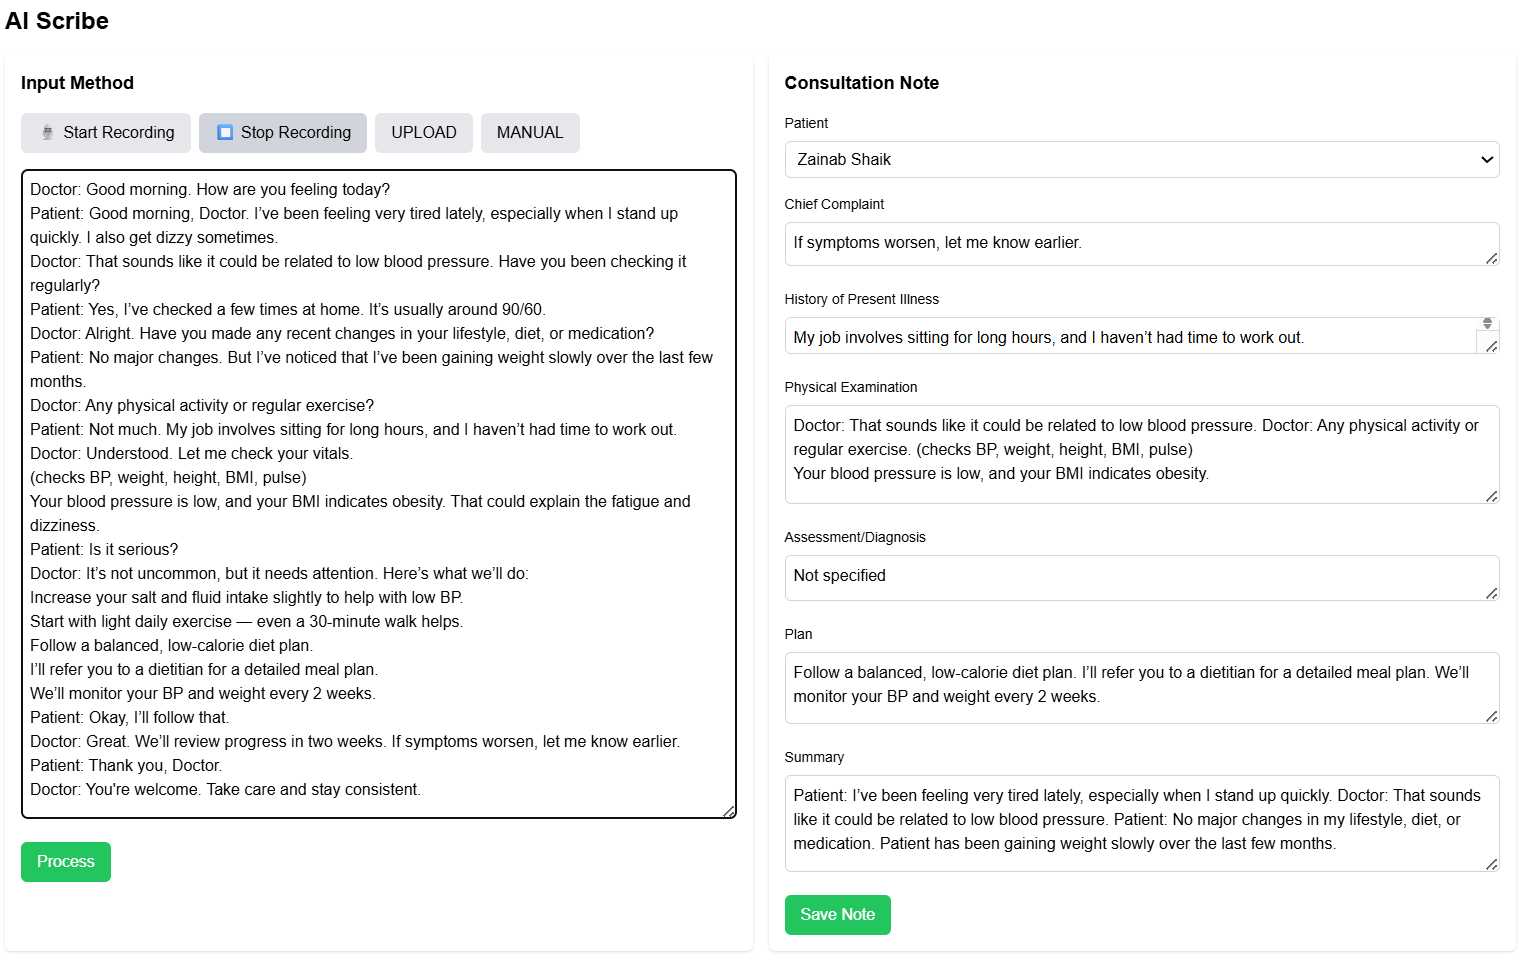 AI Scribe
Input Method
Start Recording
Stop Recording
UPLOAD
MANUAL
Doctor: Good morning. How are you feeling today?
Patient: Good morning, Doctor. I’ve been feeling very tired lately, especially when I stand up
quickly. I also get dizzy sometimes.
Doctor: That sounds like it could be related to low blood pressure. Have you been checking it
regularly?
Patient: Yes, I’ve checked a few times at home. It’s usually around 90/60.
Doctor: Alright. Have you made any recent changes in your lifestyle, diet, or medication?
Patient: No major changes. But I’ve noticed that I’ve been gaining weight slowly over the last few
months.
Doctor: Any physical activity or regular exercise?
Patient: Not much. My job involves sitting for long hours, and I haven’t had time to work out.
Doctor: Understood. Let me check your vitals.
(checks BP, weight, height, BMI, pulse)
Your blood pressure is low, and your BMI indicates obesity. That could explain the fatigue and
dizziness.
Patient: Is it serious?
Doctor: It’s not uncommon, but it needs attention. Here’s what we’ll do:
Increase your salt and fluid intake slightly to help with low BP.
Start with light daily exercise — even a 30-minute walk helps.
Follow a balanced, low-calorie diet plan.
I’ll refer you to a dietitian for a detailed meal plan.
We’ll monitor your BP and weight every 2 weeks.
Patient: Okay, I’ll follow that.
Doctor: Great. We’ll review progress in two weeks. If symptoms worsen, let me know earlier.
Patient: Thank you, Doctor.
Doctor: You're welcome. Take care and stay consistent.
Process
Consultation Note
Patient
Zainab Shaik
Chief Complaint
If symptoms worsen, let me know earlier.
History of Present Illness
My job involves sitting for long hours, and I haven’t had time to work out.
Physical Examination
Doctor: That sounds like it could be related to low blood pressure. Doctor: Any physical activity or
regular exercise. (checks BP, weight, height, BMI, pulse)
Your blood pressure is low, and your BMI indicates obesity.
Assessment/Diagnosis
Not specified
Plan
Follow a balanced, low-calorie diet plan. I’ll refer you to a dietitian for a detailed meal plan. We’ll
monitor your BP and weight every 2 weeks.
Summary
Patient: I’ve been feeling very tired lately, especially when I stand up quickly. Doctor: That sounds
like it could be related to low blood pressure. Patient: No major changes in my lifestyle, diet, or
medication. Patient has been gaining weight slowly over the last few months.
Save Note